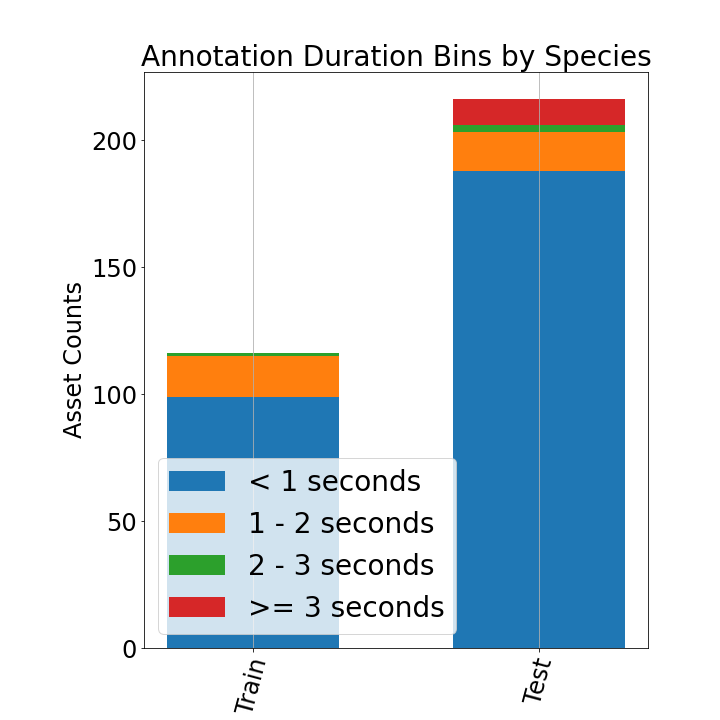 Annotation Duration Bins by Species
200
150
100
50
0
Asset Counts
< 1 seconds
1 - 2 seconds
2 - 3 seconds
>= 3 seconds
Train
Test